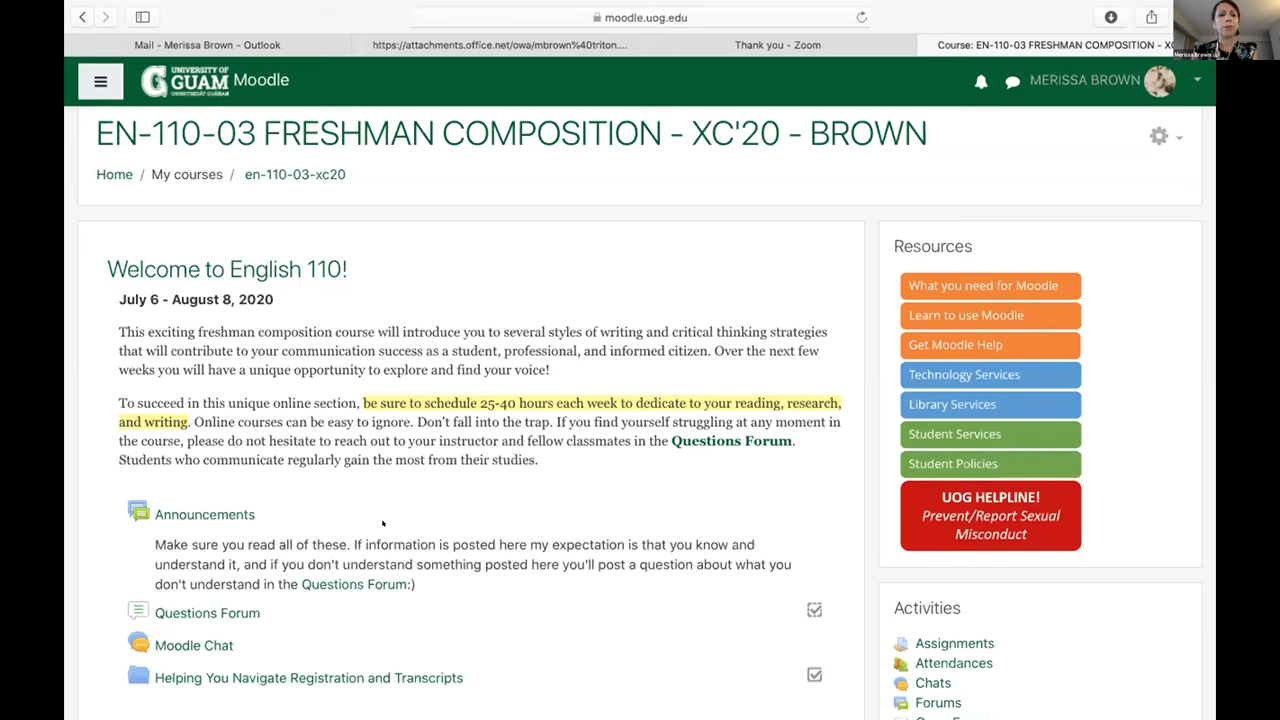 moodle.uog.edu
Mail - Merissa Brown - Outlook
https://attachments.office.net/owa/mbrown%40triton....
Thank you - Zoom
Course: EN-110-03 FRESHMAN COMPOSITION - XC
Merissa Brown
UNIVERSITY OF
GUAM
UNIBETSEDÅT GUÅHAN
Moodle
MERISSA BROWN
EN-110-03 FRESHMAN COMPOSITION - XC'20 - BROWN
Home / My courses / en-110-03-xc20
Welcome to English 110!
July 6 - August 8, 2020
This exciting freshman composition course will introduce you to several styles of writing and critical thinking strategies
that will contribute to your communication success as a student, professional, and informed citizen. Over the next few
weeks you will have a unique opportunity to explore and find your voice!
To succeed in this unique online section, be sure to schedule 25-40 hours each week to dedicate to your reading, research,
and writing. Online courses can be easy to ignore. Don't fall into the trap. If you find yourself struggling at any moment in
the course, please do not hesitate to reach out to your instructor and fellow classmates in the Questions Forum.
Students who communicate regularly gain the most from their studies.
Announcements
Make sure you read all of these. If information is posted here my expectation is that you know and
understand it, and if you don't understand something posted here you'll post a question about what you
don't understand in the Questions Forum:)
Questions Forum
Moodle Chat
Helping You Navigate Registration and Transcripts
Resources
What you need for Moodle
Learn to use Moodle
Get Moodle Help
Technology Services
Library Services
Student Services
Student Policies
UOG HELPLINE!
Prevent/Report Sexual
Misconduct
Activities
Assignments
Attendances
Chats
Forums